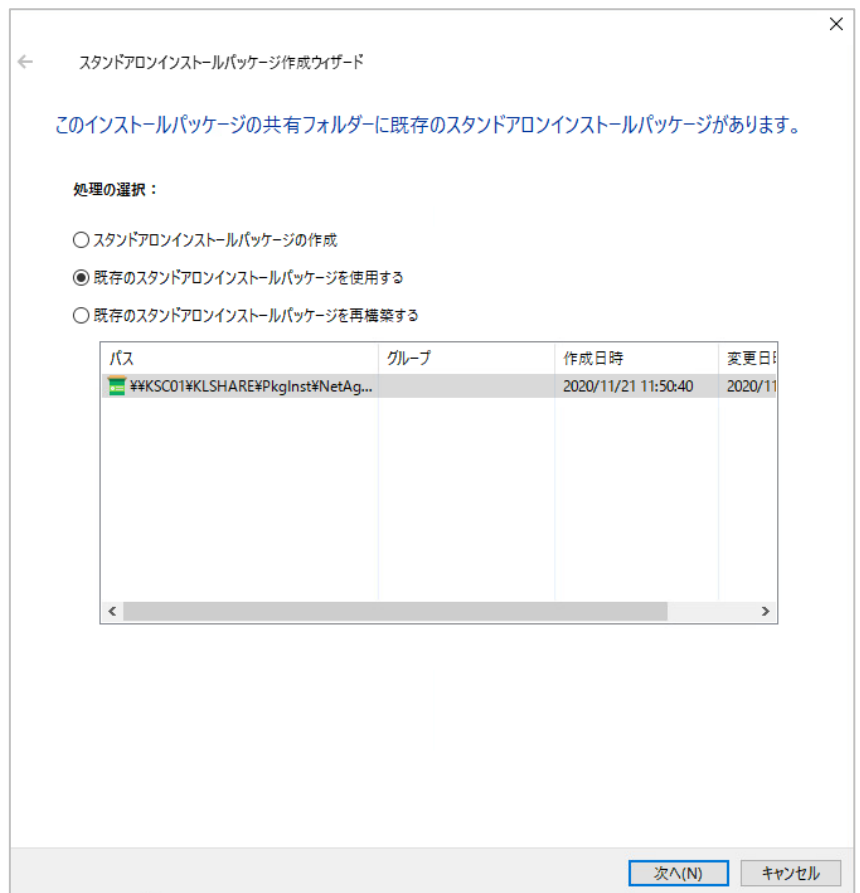 スタンドアロンインストールパッケージ作成ウィザード
このインストールパッケージの共有フォルダーに既存のスタンドアロンインストールパッケージがあります。
処理の選択：
スタンドアロンインストールパッケージの作成
既存のスタンドアロンインストールパッケージを使用する
既存のスタンドアロンインストールパッケージを再構築する
パス グループ 作成日時 変更日
¥¥KSC01¥KLSHARE¥PkgInst¥NetAg... 2020/11/21 11:50:40 2020/11
次へ(N) キャンセル